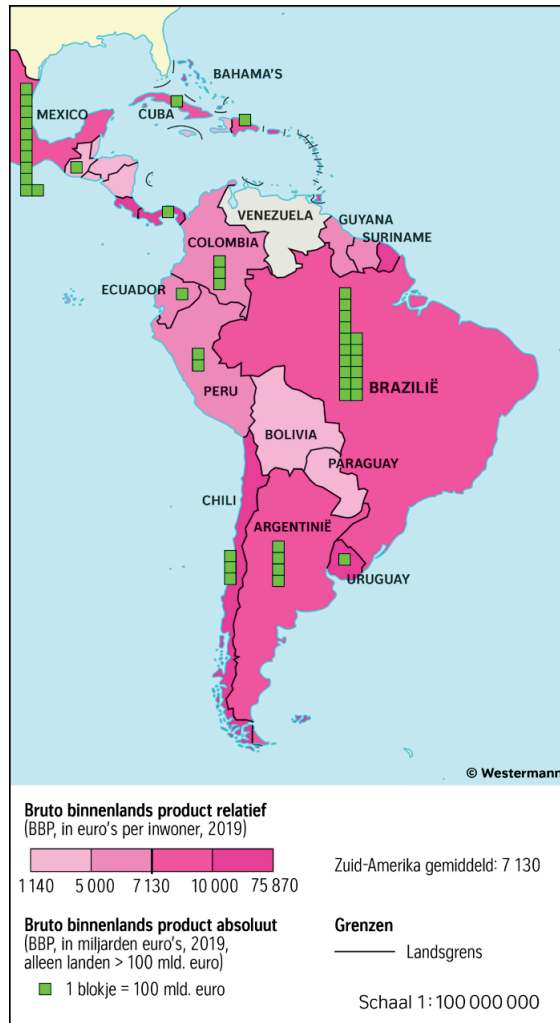 BAHAMA'S
MEXICO
CUBA
VENEZUELA
GUYANA
SURINAME
COLOMBIA
ECUADOR
BRAZILIË
PERU
BOLIVIA
PARAGUAY
CHILI
ARGENTINIË
URUGUAY
© Westermann
Bruto binnenlands product relatief
(BBP, in euro's per inwoner, 2019)
1 140 5 000 7 130 10 000 75 870
Zuid-Amerika gemiddeld: 7 130
Bruto binnenlands product absoluut
(BBP, in miljarden euro's, 2019,
alleen landen > 100 mld. euro)
1 blokje = 100 mld. euro
Grenzen
Landsgrens
Schaal 1 : 100 000 000